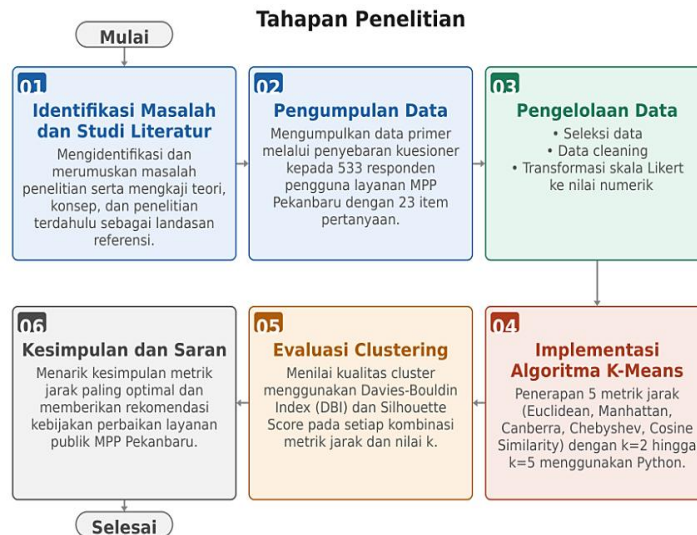 Tahapan Penelitian
Mulai
01
Identifikasi Masalah
dan Studi Literatur
Mengidentifikasi dan
merumuskan masalah
penelitian serta mengkaji teori,
konsep, dan penelitian
terdahulu sebagai landasan
referensi.
02
Pengumpulan Data
Mengumpulkan data primer
melalui penyebaran kuesioner
kepada 533 responden
pengguna layanan MPP
Pekanbaru dengan 23 item
pertanyaan.
03
Pengelolaan Data
• Seleksi data
• Data cleaning
• Transformasi skala Likert
ke nilai numerik
04
Implementasi
Algoritma K-Means
Penerapan 5 metrik jarak
(Euclidean, Manhattan,
Canberra, Chebyshev, Cosine
Similarity) dengan k=2 hingga
k=5 menggunakan Python.
05
Evaluasi Clustering
Menilai kualitas cluster
menggunakan Davies-Bouldin
Index (DBI) dan Silhouette
Score pada setiap kombinasi
metrik jarak dan nilai k.
06
Kesimpulan dan Saran
Menarik kesimpulan metrik
jarak paling optimal dan
memberikan rekomendasi
kebijakan perbaikan layanan
publik MPP Pekanbaru.
Selesai